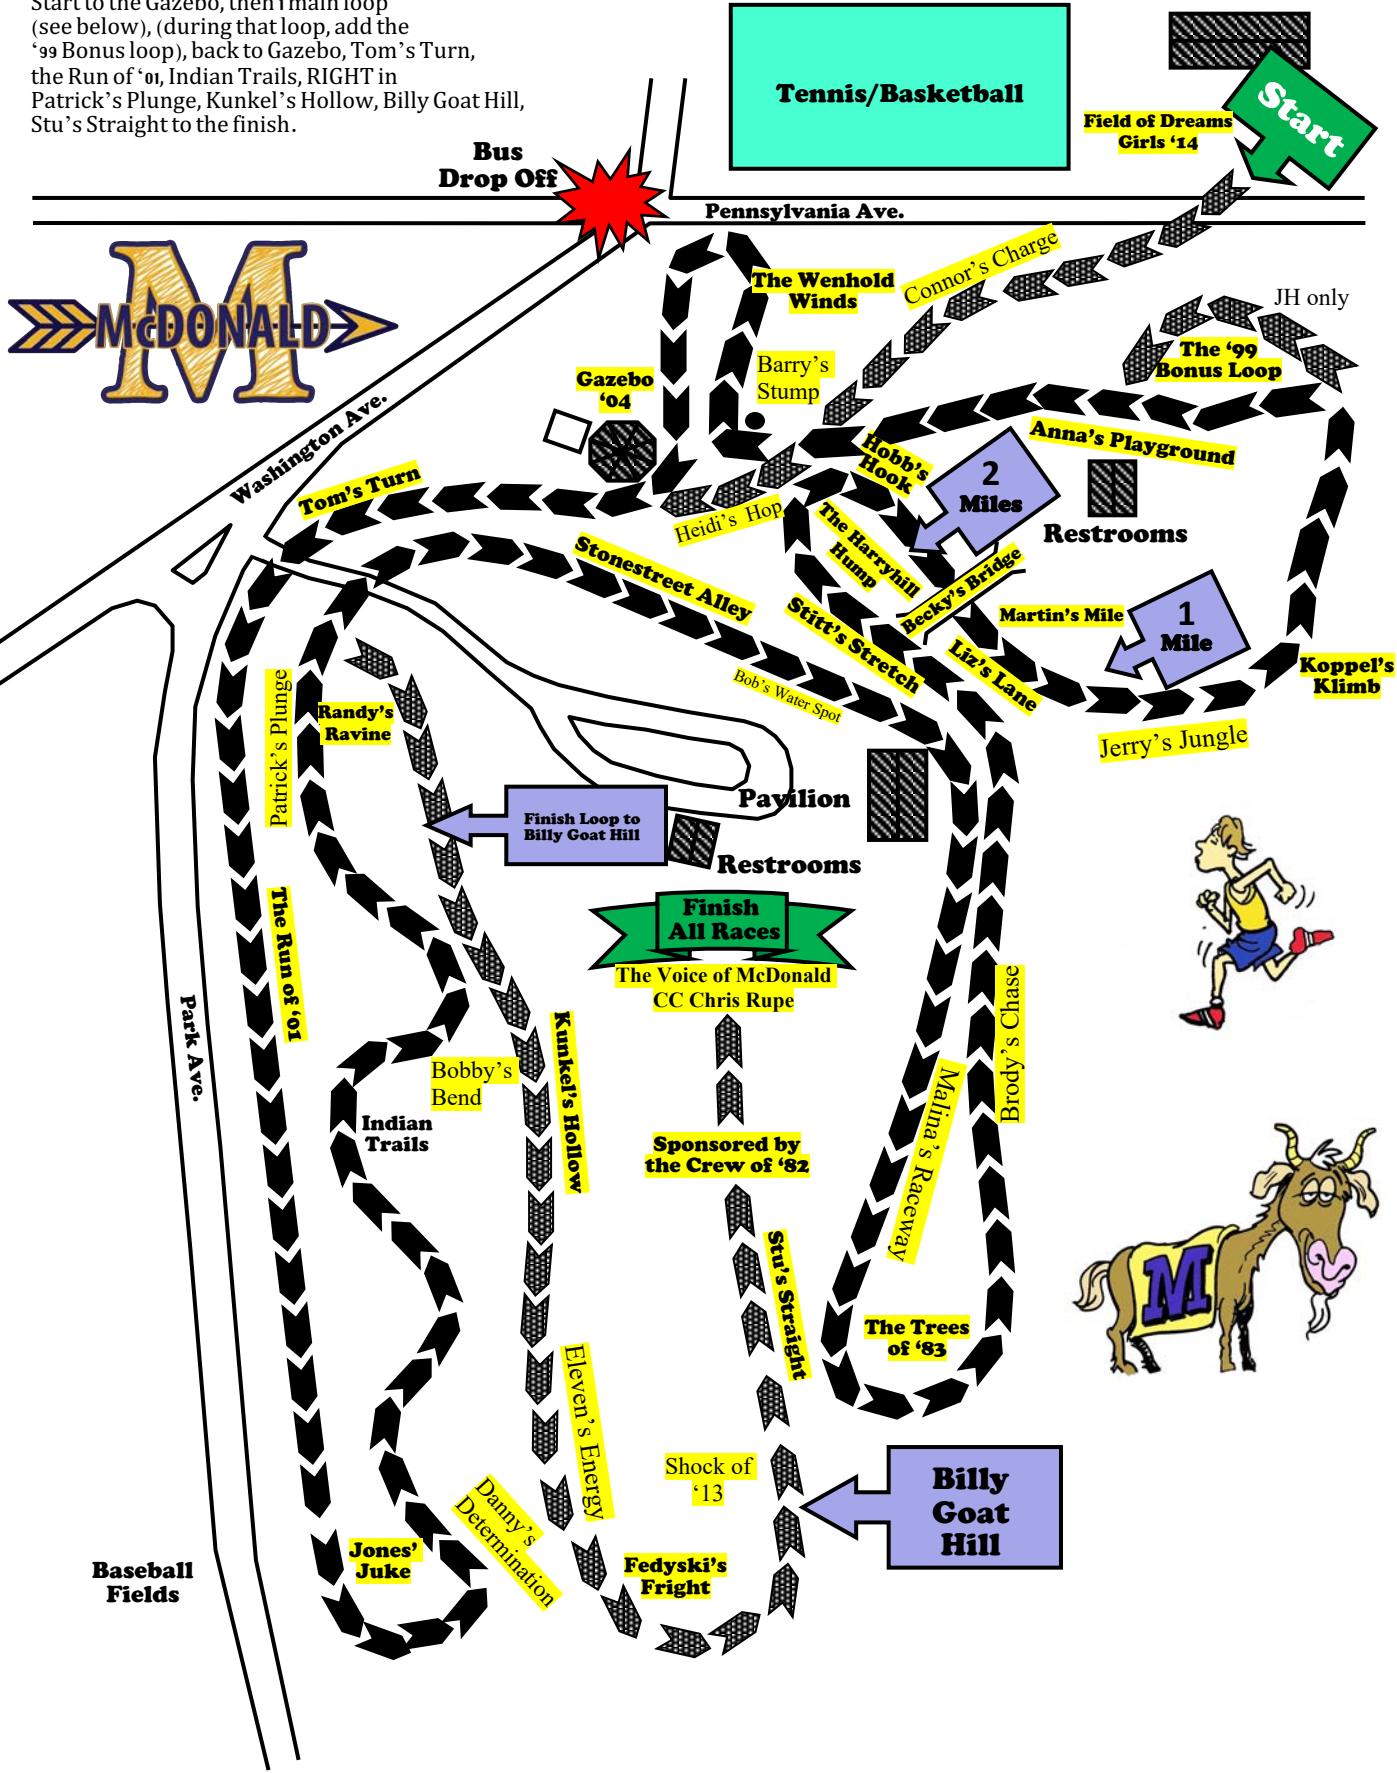 Start to the Gazebo, then 1 main loop
(see below), (during that loop, add the
‘99 Bonus loop), back to Gazebo, Tom’s Turn,
the Run of ‘01, Indian Trails, RIGHT in
Patrick’s Plunge, Kunkel’s Hollow, Billy Goat Hill,
Stu’s Straight to the finish.
Tennis/Basketball
Start
Field of Dreams
Girls ‘14
Bus
Drop Off
Pennsylvania Ave.
M
McDONALD
Connor’s Charge
The Wenhold
Winds
JH only
The ‘99
Bonus Loop
Barry’s
Stump
Gazebo
‘04
Washington Ave.
Anna’s Playground
Hobb’s
Hook
2
Miles
Tom’s Turn
Heidi’s Hop
Restrooms
The Harryhill
Hump
Stonestreet Alley
Becky’s Bridge
Martin’s Mile
1
Mile
Stitt’s Stretch
Liz’s Lane
Koppel’s
Klimb
Bob’s Water Spot
Patrick’s Plunge
Randy’s
Ravine
Jerry’s Jungle
Pavilion
Finish Loop to
Billy Goat Hill
Restrooms
Finish
All Races
The Voice of McDonald
CC Chris Rupe
The Run of ‘01
Park Ave.
Brody’s Chase
Kunkel’s Hollow
Bobby’s
Bend
Malina’s Raceway
Indian
Trails
Sponsored by
the Crew of ‘82
Stu’s Straight
M
The Trees
of ‘83
Eleven’s Energy
Shock of
‘13
Billy
Goat
Hill
Danny’s
Determination
Jones’
Juke
Fedyski’s
Fright
Baseball
Fields